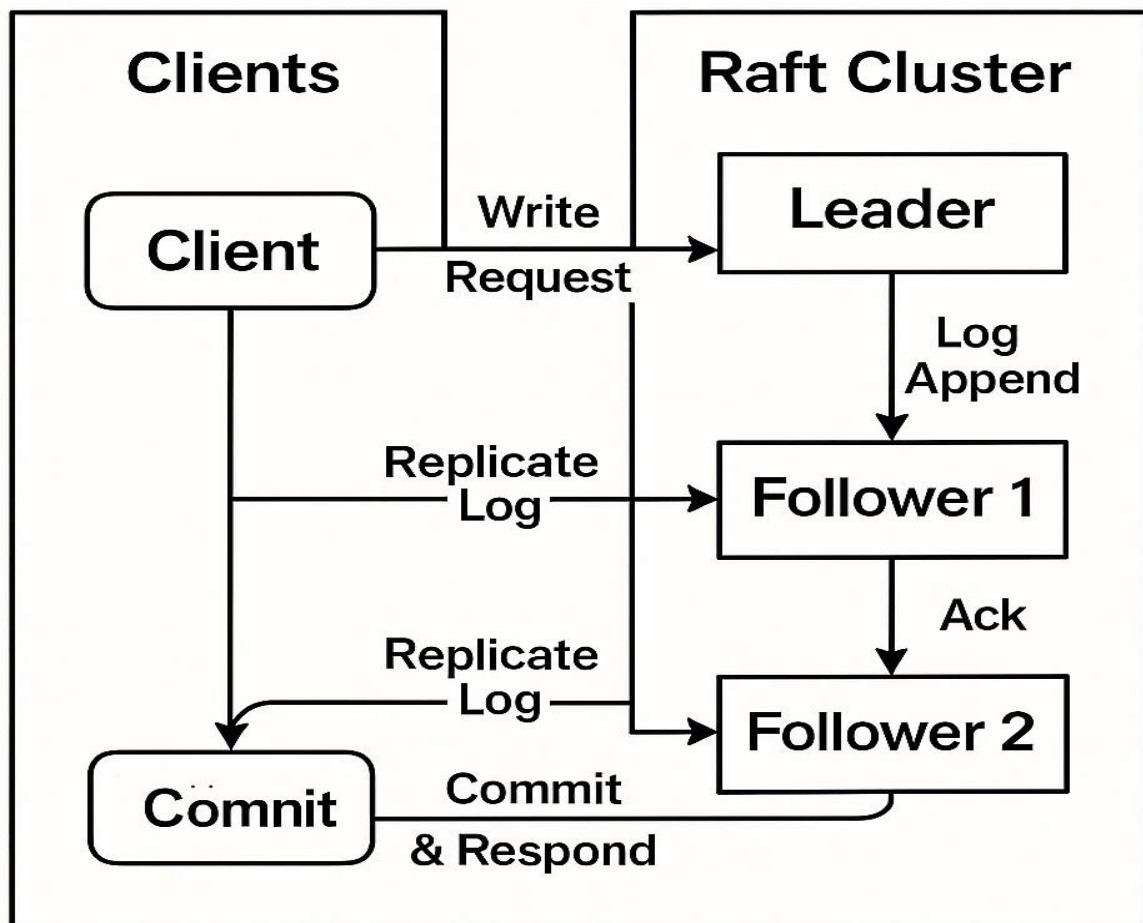 Clients
Raft Cluster
Client
Write
Request
Leader
Log
Append
Replicate
Log
Follower 1
Ack
Replicate
Log
Follower 2
Cömnit
Commit
& Respond